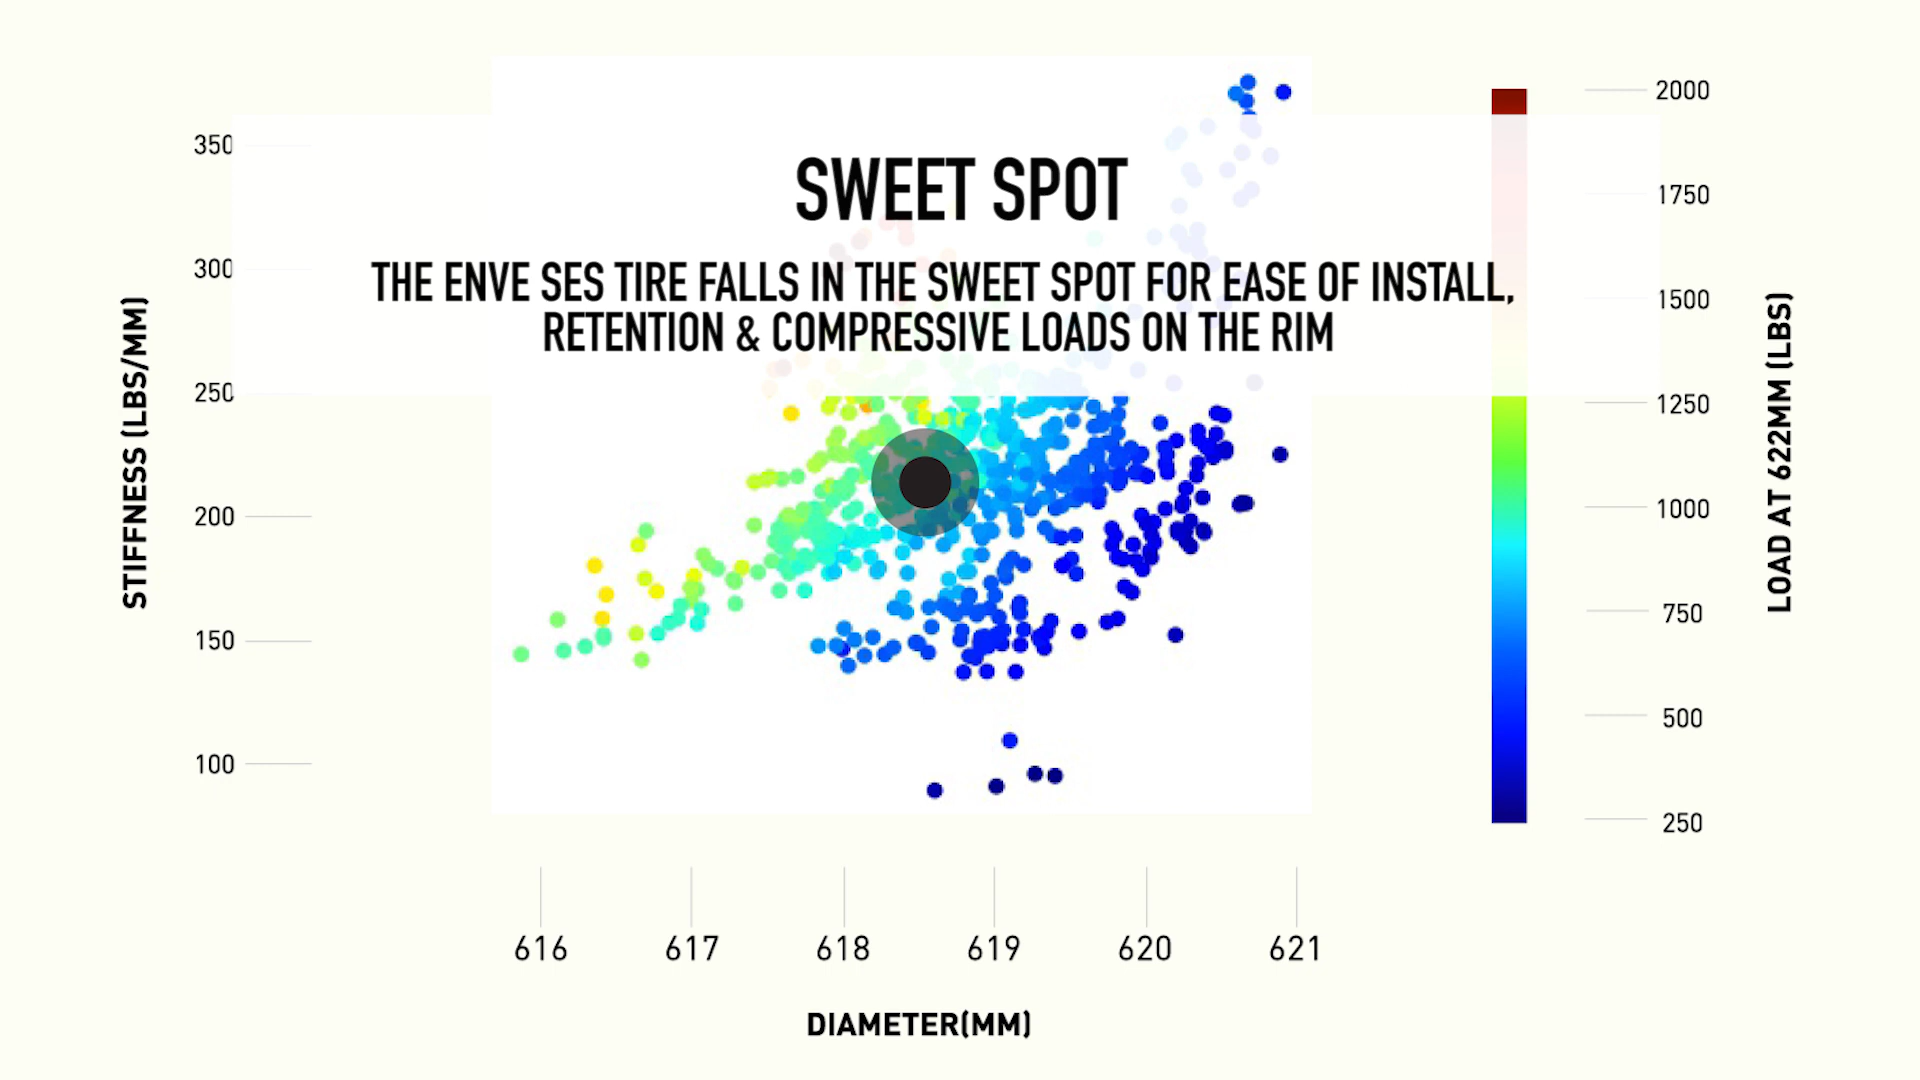 SWEET SPOT
THE ENVE SES TIRE FALLS IN THE SWEET SPOT FOR EASE OF INSTALL,
RETENTION & COMPRESSIVE LOADS ON THE RIM
STIFFNESS (LBS/MM)
350
300
250
200
150
100
616 617 618 619 620 621
DIAMETER(MM)
2000
1750
1500
1250
1000
750
500
250
LOAD AT 622MM (LBS)